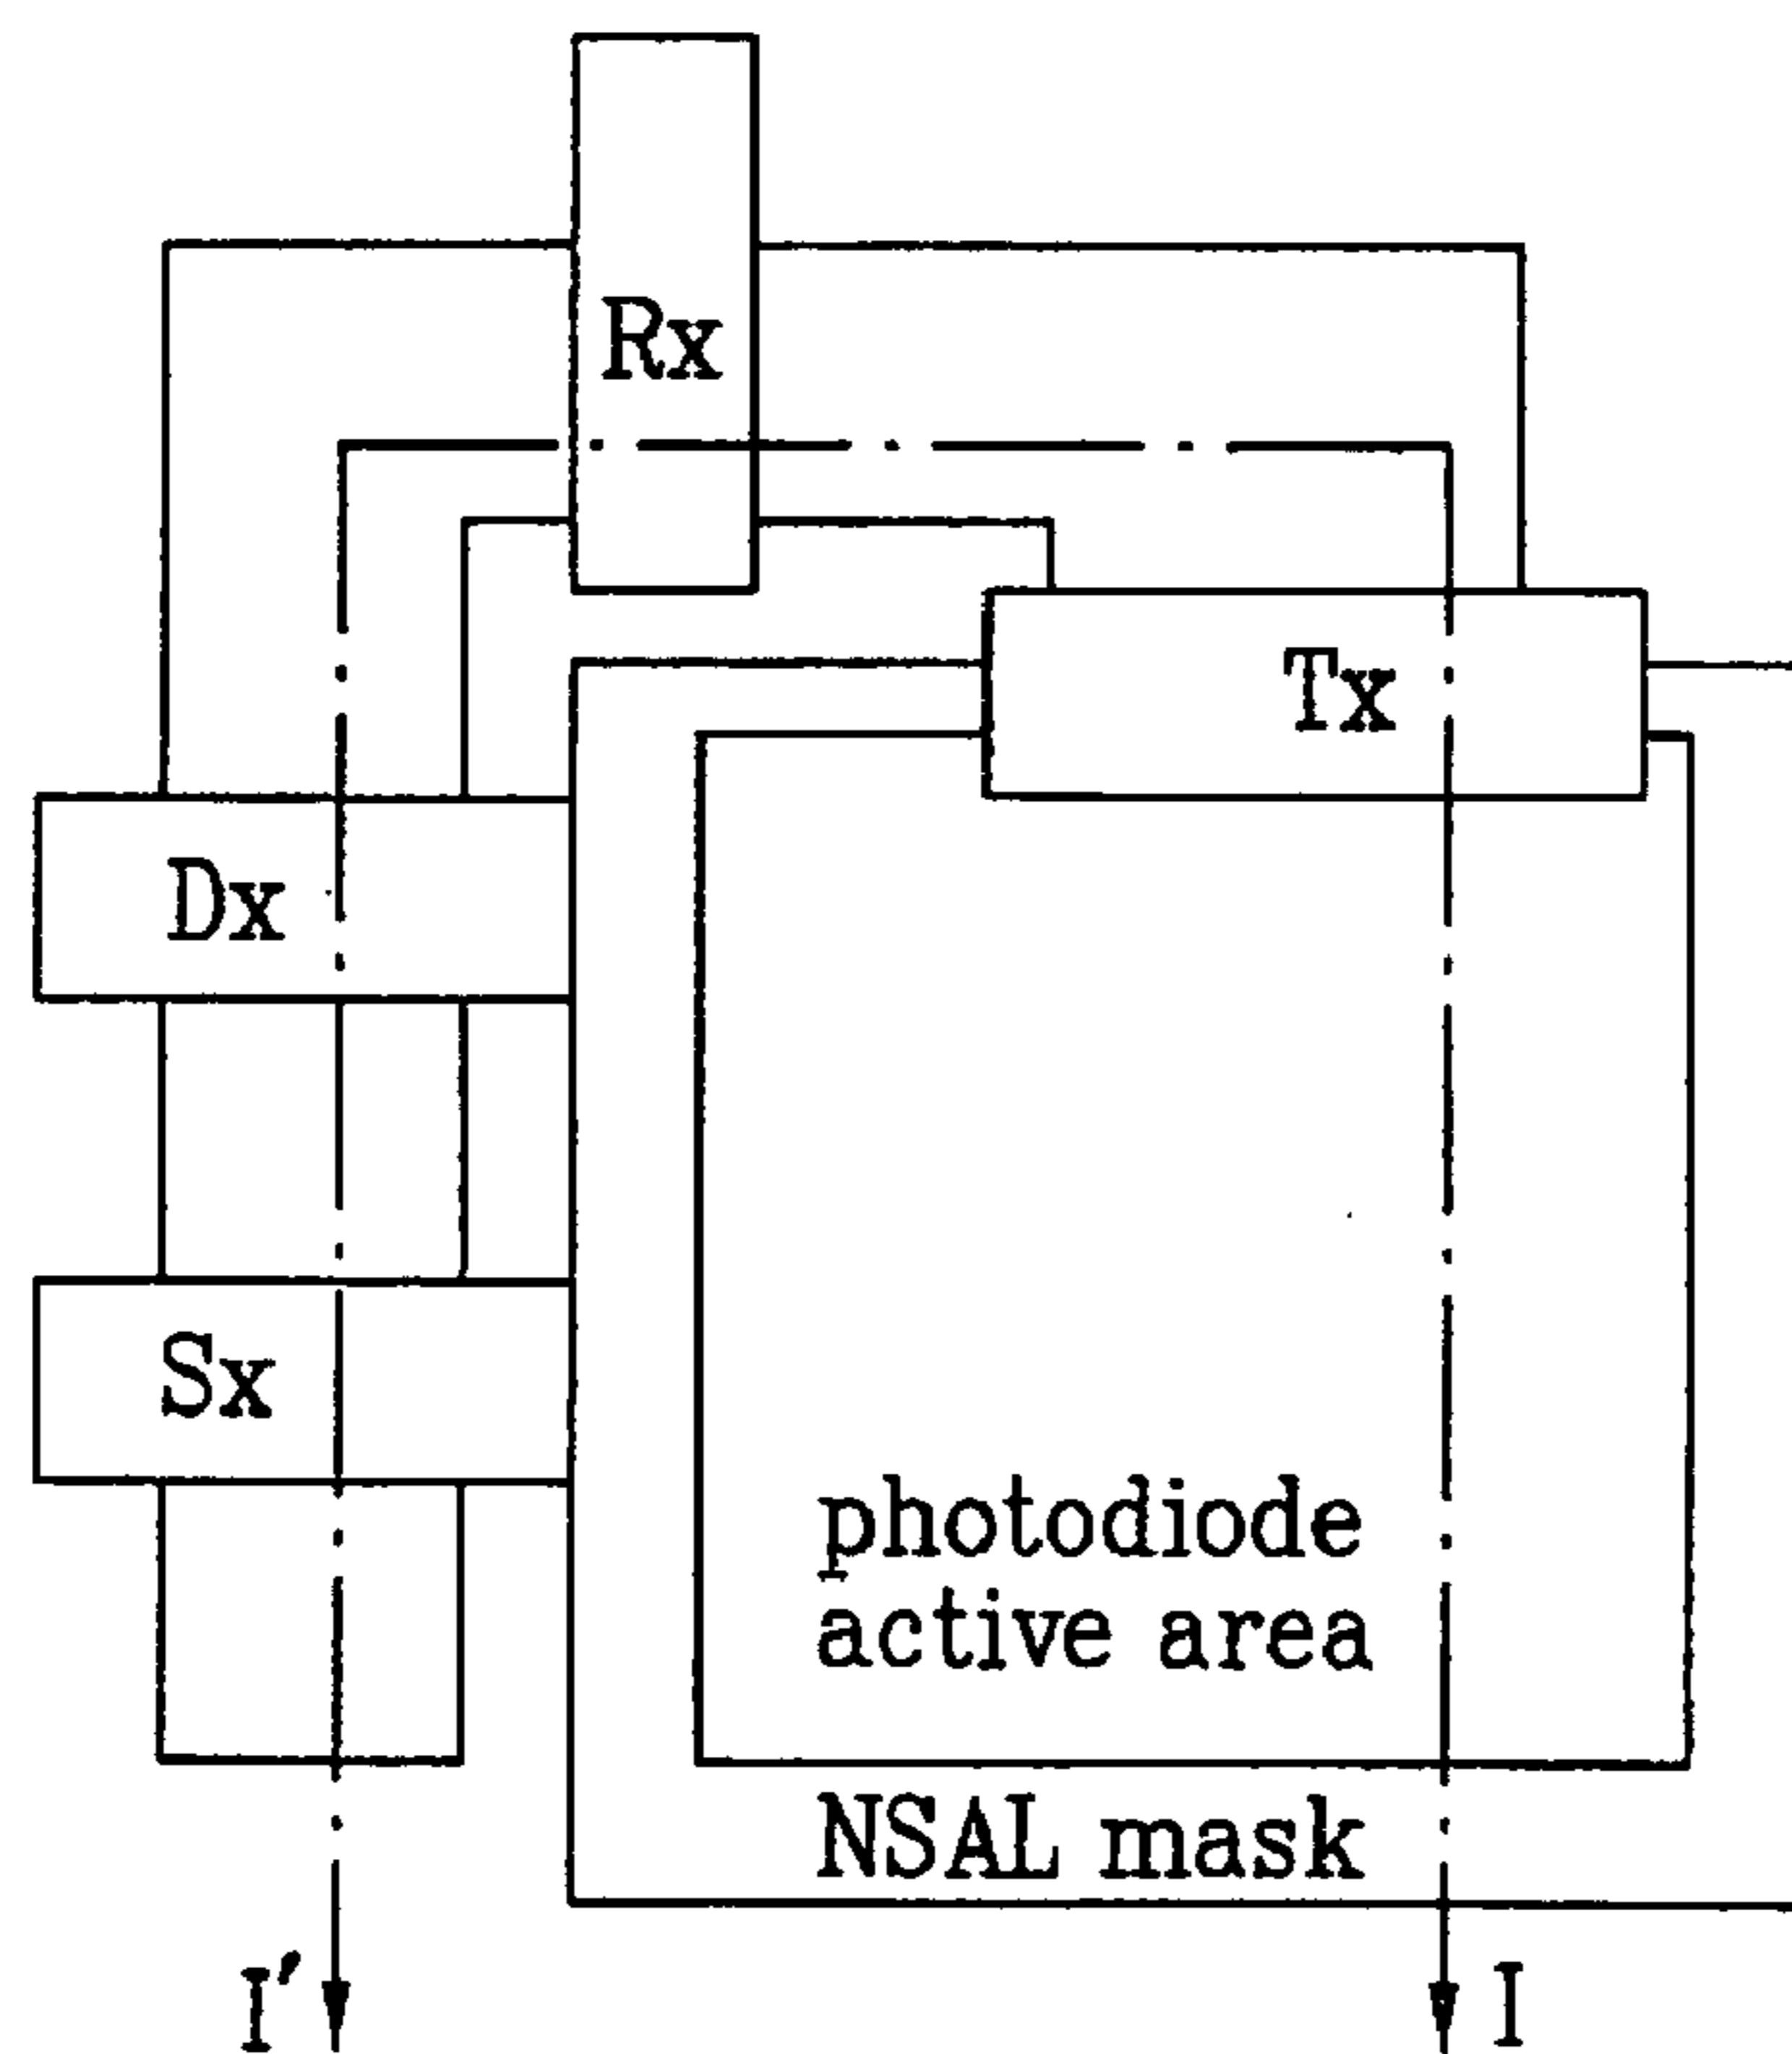 Rx
Tx
Dx
Sx
photodiode
active area
NSAL mask
I'
I